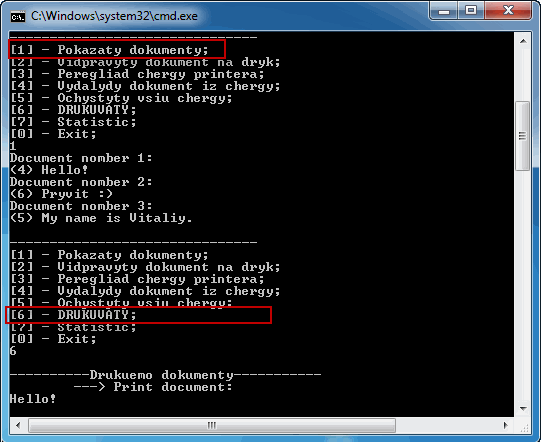 C:\Windows\system32\cmd.exe
-------------------------------
[1] - Pokazaty dokumenty;
[2] - Vidpravyty dokument na dryk;
[3] - Peregliad chergy printera;
[4] - Vydalydy dokument iz chergy;
[5] - Ochystyty vsiu chergy;
[6] - DRUKUVATY;
[7] - Statistic;
[0] - Exit;
1
Document nomber 1:
(4) Hello!
Document nomber 2:
(6) Pryvit :)
Document nomber 3:
(5) My name is Vitaliy.
-------------------------------
[1] - Pokazaty dokumenty;
[2] - Vidpravyty dokument na dryk;
[3] - Peregliad chergy printera;
[4] - Vydalydy dokument iz chergy;
[5] - Ochystyty vsiu chergy;
[6] - DRUKUVATY;
[7] - Statistic;
[0] - Exit;
6
----------Drukuemo dokumenty-----------
---> Print document:
Hello!